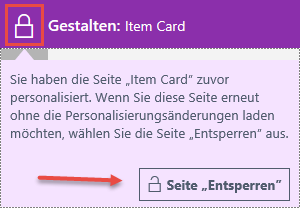 Gestalten: Item Card
Sie haben die Seite „Item Card” zuvor
personalisiert. Wenn Sie diese Seite erneut
ohne die Personalisierungsänderungen laden
möchten, wählen Sie die Seite „Entsperren” aus.
Seite „Entsperren”